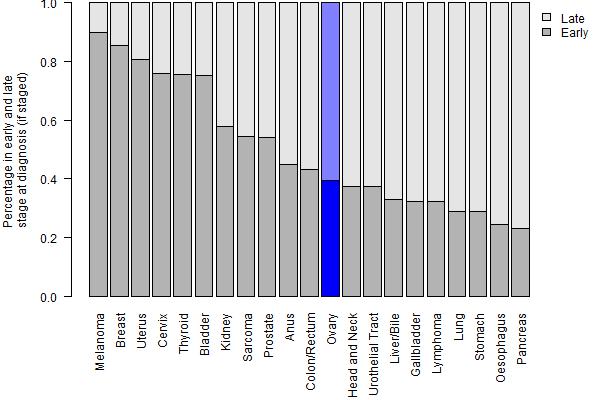 Percentage in early and late
stage at diagnosis (if staged)
1.0
0.8
0.6
0.4
0.2
0.0
Late
Early
Melanoma
Breast
Uterus
Cervix
Thyroid
Bladder
Kidney
Sarcoma
Prostate
Anus
Colon/Rectum
Ovary
Head and Neck
Urothelial Tract
Liver/Bile
Gallbladder
Lymphoma
Lung
Stomach
Oesophagus
Pancreas